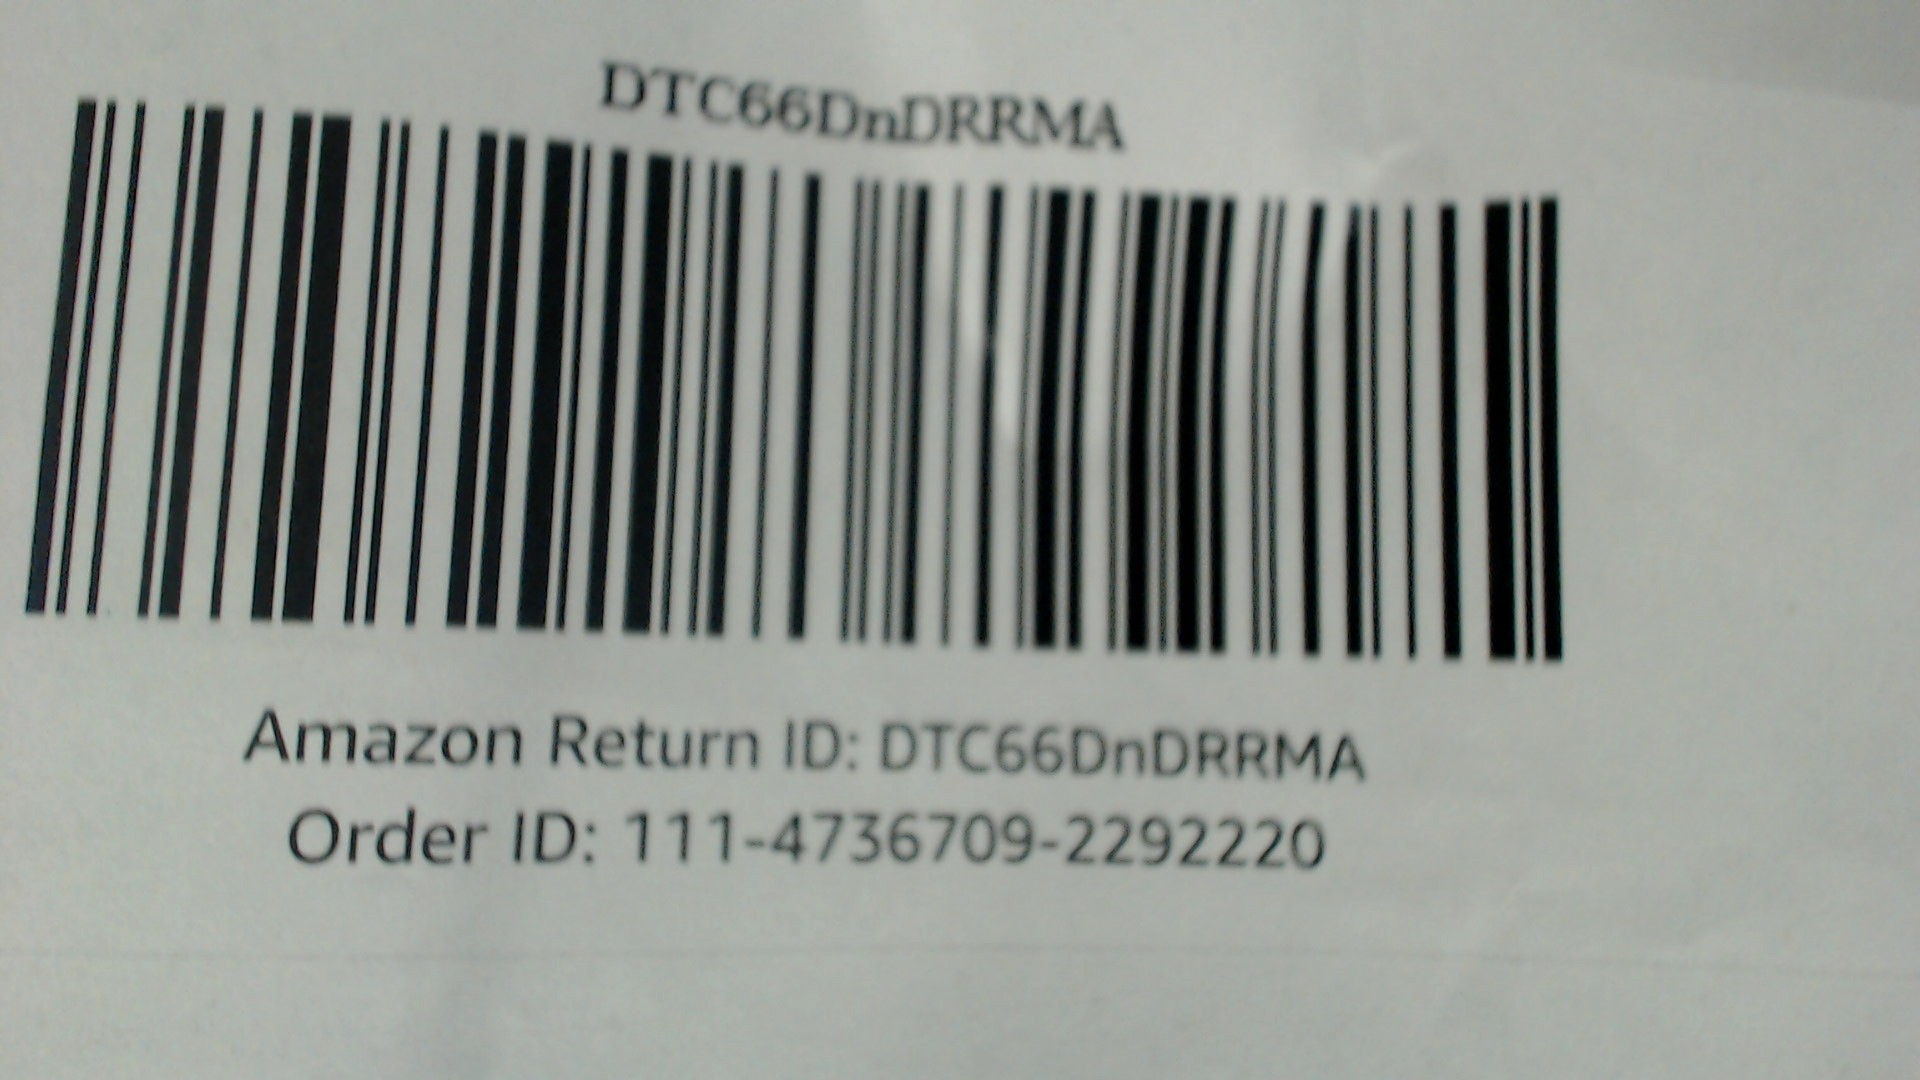 DTC66DnDRRMA
Amazon Return ID: DTC66DnDRRMA
Order ID: 111-4736709-2292220